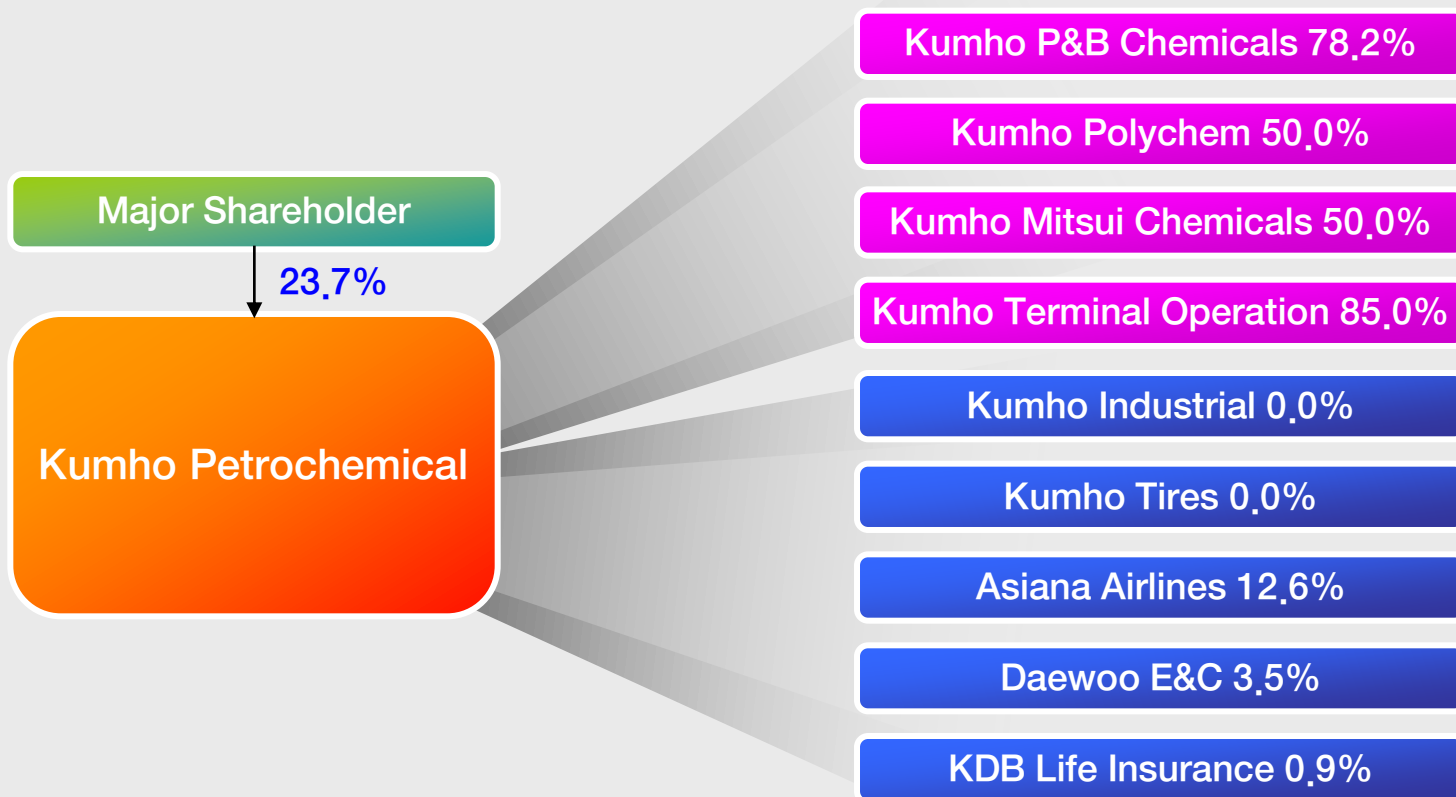 Major Shareholder
23.7%
Kumho Petrochemical
Kumho P&B Chemicals 78.2%
Kumho Polychem 50.0%
Kumho Mitsui Chemicals 50.0%
Kumho Terminal Operation 85.0%
Kumho Industrial 0.0%
Kumho Tires 0.0%
Asiana Airlines 12.6%
Daewoo E&C 3.5%
KDB Life Insurance 0.9%